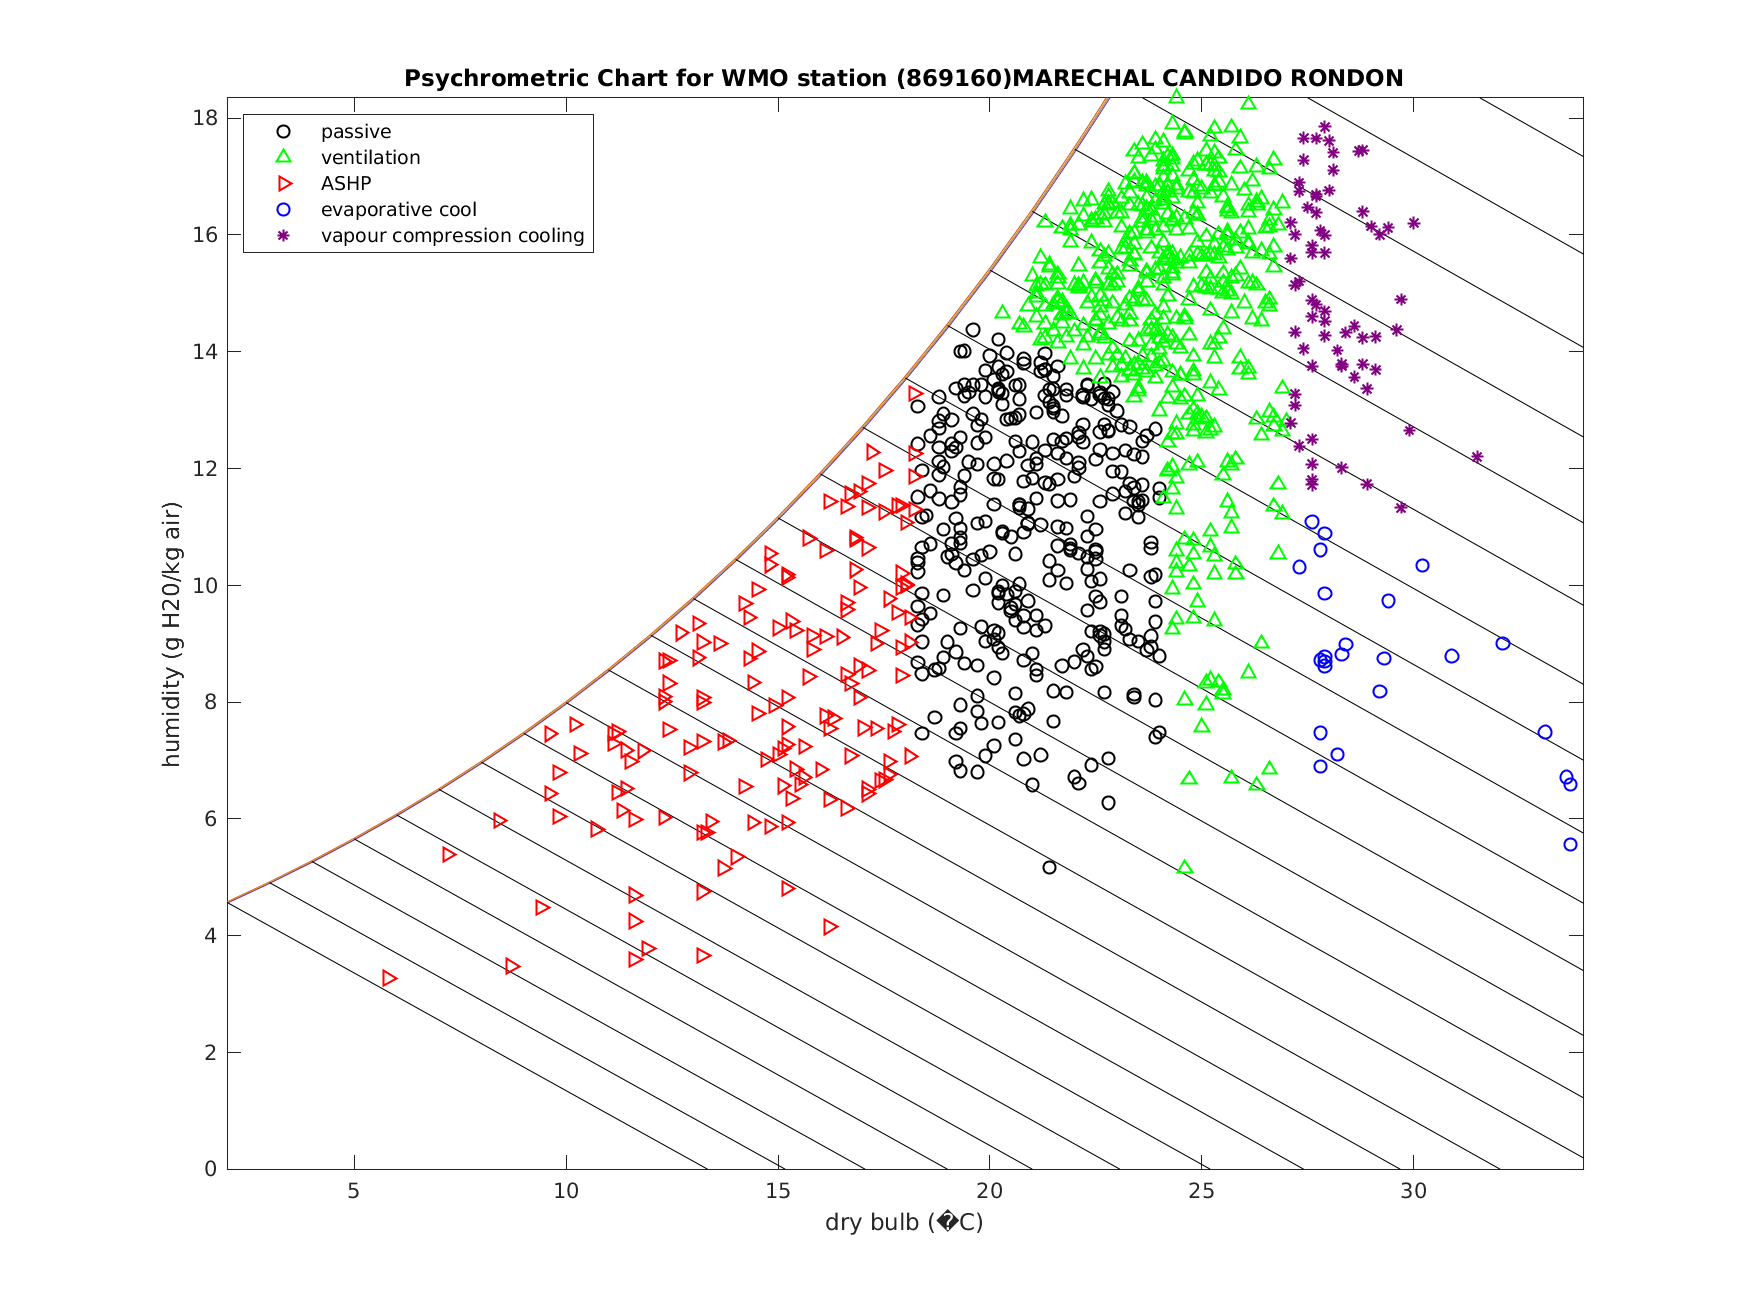 Psychrometric Chart for WMO station (869160)MARECHAL CANDIDO RONDON
passive
ventilation
ASHP
evaporative cool
vapour compression cooling
humidity (g H20/kg air)
18
16
14
12
10
8
6
4
2
0
5 10 15 20 25 30
dry bulb (�C)